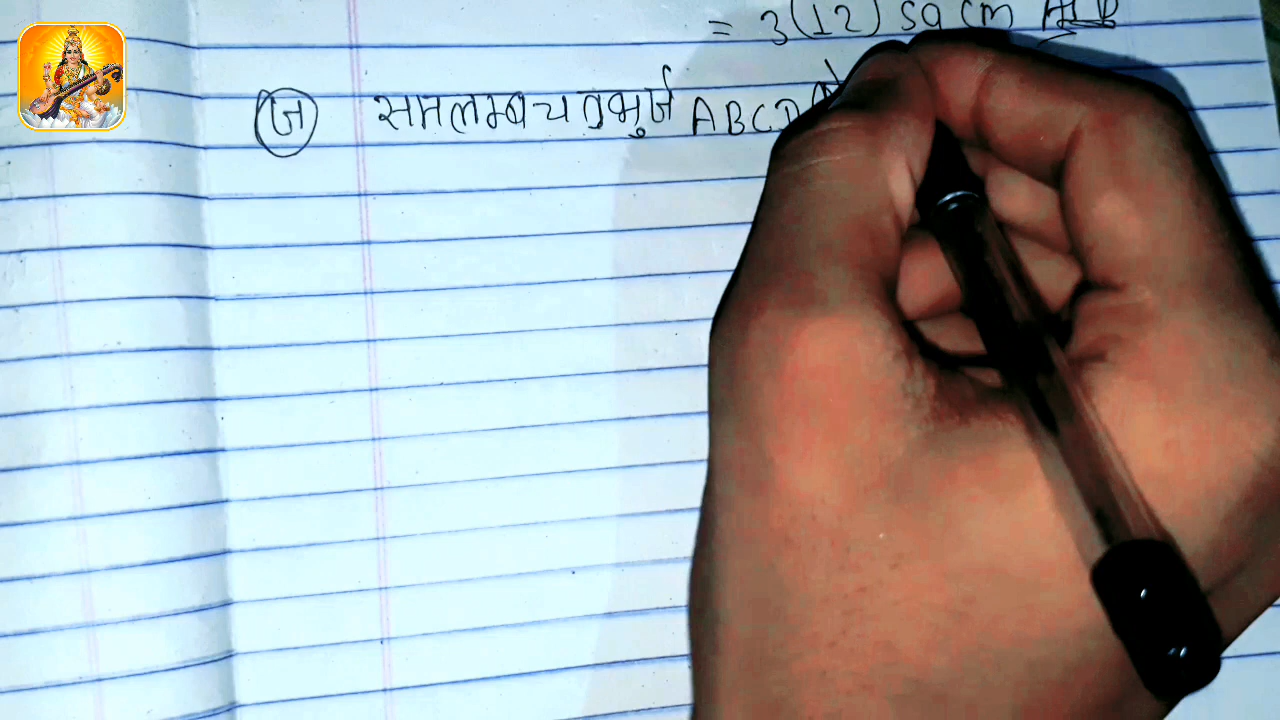 = 3(12) sq cm
(ज) समलम्ब चतुर्भुज ABCD